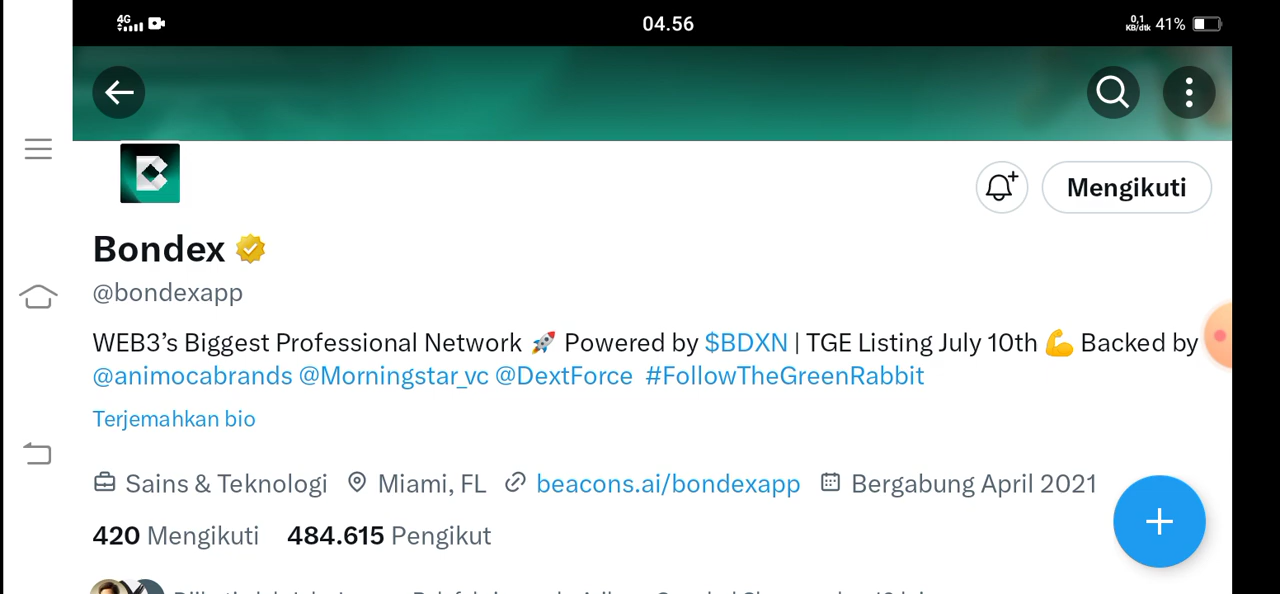 4G 04.56 0,1 KB/dtk 41%
Mengikuti
Bondex
@bondexapp
WEB3’s Biggest Professional Network 🚀 Powered by $BDXN | TGE Listing July 10th 💪 Backed by
@animocabrands @Morningstar_vc @DextForce #FollowTheGreenRabbit
Terjemahkan bio
Sains & Teknologi Miami, FL beacons.ai/bondexapp Bergabung April 2021
420 Mengikuti 484.615 Pengikut